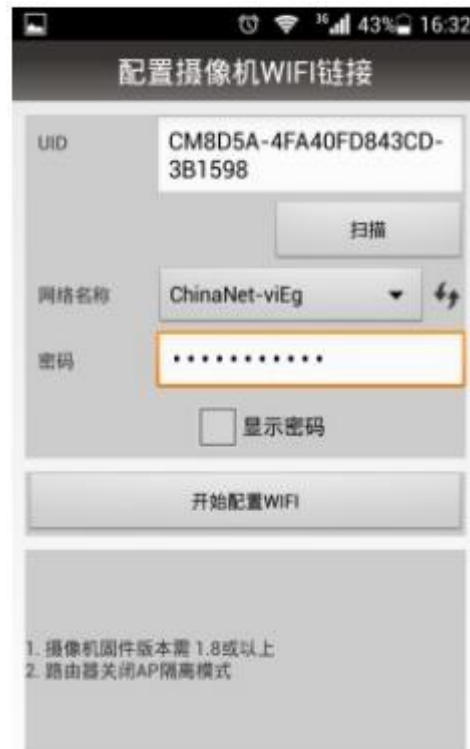 36 43% 16:32
配置摄像机WIFI链接
UID
CM8D5A-4FA40FD843CD-
3B1598
扫描
网络名称
ChinaNet-viEg
密码
•••••••••••
显示密码
开始配置WIFI
1. 摄像机固件版本需 1.8或以上
2. 路由器关闭AP隔离模式